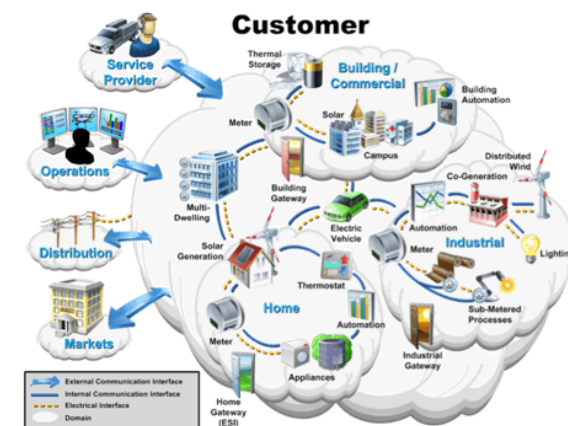 Customer
Service
Provider
Thermal
Storage
Building /
Commercial
Building
Automation
Meter
Solar
Campus
Operations
Multi-
Dwelling
Building
Gateway
Distributed
Wind
Co-Generation
Electric
Vehicle
Automation
Meter
Industrial
Lighting
Distribution
Solar
Generation
Thermostat
Home
Automation
Sub-Metered
Processes
Markets
Meter
Appliances
Industrial
Gateway
Home
Gateway
(ESI)
External Communication Interface
Internal Communication Interface
Electrical Interface
Domain